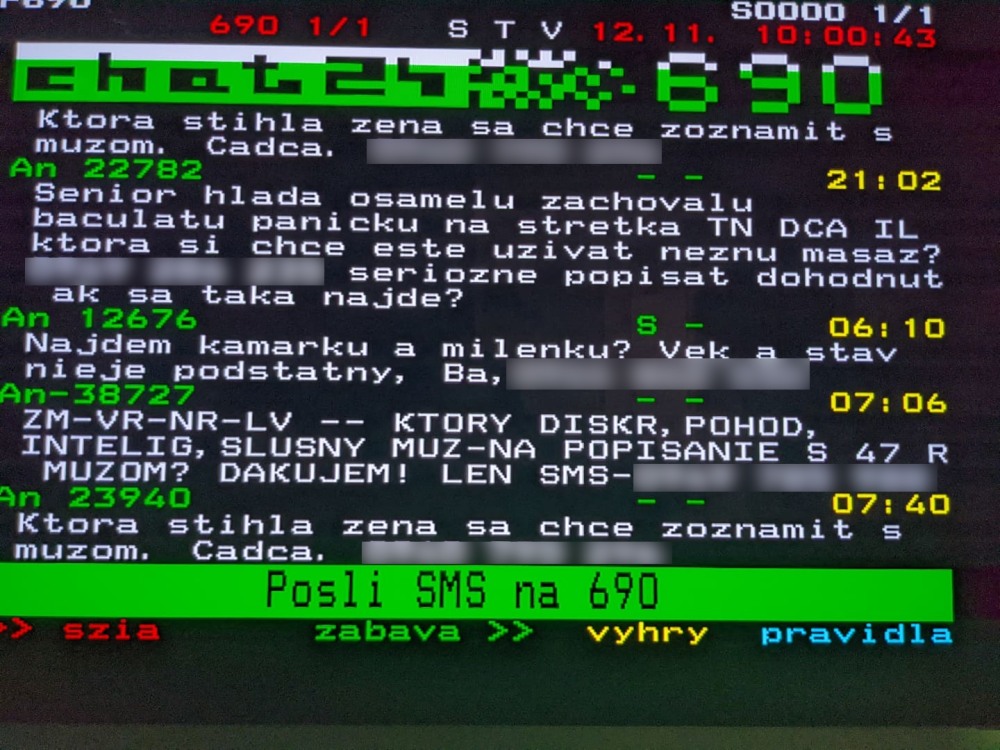 P690 S0000 1/1
690 1/1 S T V 12. 11. 10:00:43
chat24 690
Ktora stihla zena sa chce zoznamit s
muzom. Cadca.
An 22782 - - 21:02
Senior hlada osamelu zachovalu
baculatu panicku na stretka TN DCA IL
ktora si chce este uzivat neznu masaz?
seriozne popisat dohodnut
ak sa taka najde?
An 12676 S - 06:10
Najdem kamarku a milenku? Vek a stav
nieje podstatny, Ba,
An-38727 - - 07:06
ZM-VR-NR-LV -- KTORY DISKR,POHOD,
INTELIG,SLUSNY MUZ-NA POPISANIE S 47 R
MUZOM? DAKUJEM! LEN SMS-
An 23940 - - 07:40
Ktora stihla zena sa chce zoznamit s
muzom. Cadca.
Posli SMS na 690
>> szia zabava >> vyhry pravidla